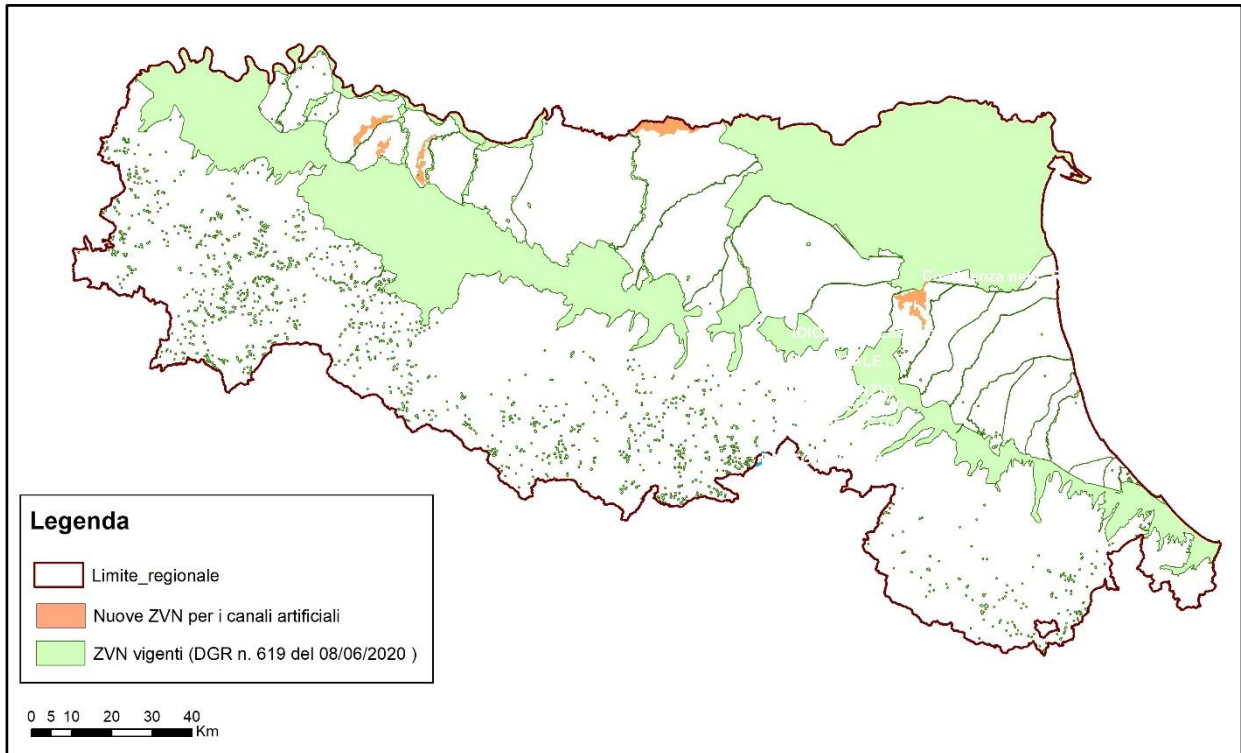 Legenda
Limite_regionale
Nuove ZVN per i canali artificiali
ZVN vigenti (DGR n. 619 del 08/06/2020 )
0 5 10 20 30 40
Km